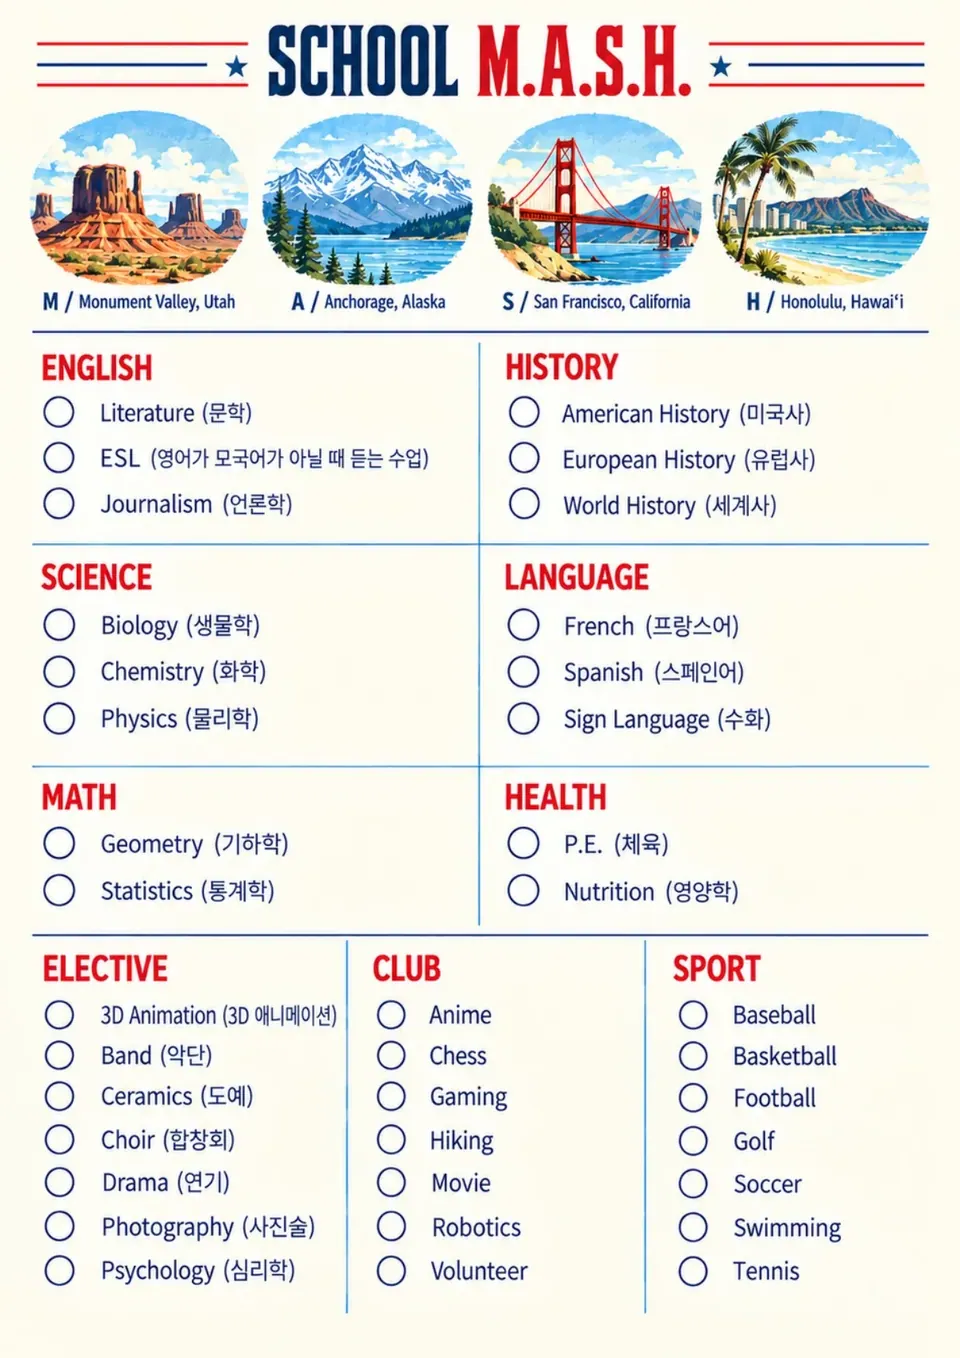 SCHOOL M.A.S.H.
M / Monument Valley, Utah
A / Anchorage, Alaska
S / San Francisco, California
H / Honolulu, Hawaiʻi
ENGLISH
Literature (문학)
ESL (영어가 모국어가 아닐 때 듣는 수업)
Journalism (언론학)
HISTORY
American History (미국사)
European History (유럽사)
World History (세계사)
SCIENCE
Biology (생물학)
Chemistry (화학)
Physics (물리학)
LANGUAGE
French (프랑스어)
Spanish (스페인어)
Sign Language (수화)
MATH
Geometry (기하학)
Statistics (통계학)
HEALTH
P.E. (체육)
Nutrition (영양학)
ELECTIVE
3D Animation (3D 애니메이션)
Band (악단)
Ceramics (도예)
Choir (합창회)
Drama (연기)
Photography (사진술)
Psychology (심리학)
CLUB
Anime
Chess
Gaming
Hiking
Movie
Robotics
Volunteer
SPORT
Baseball
Basketball
Football
Golf
Soccer
Swimming
Tennis